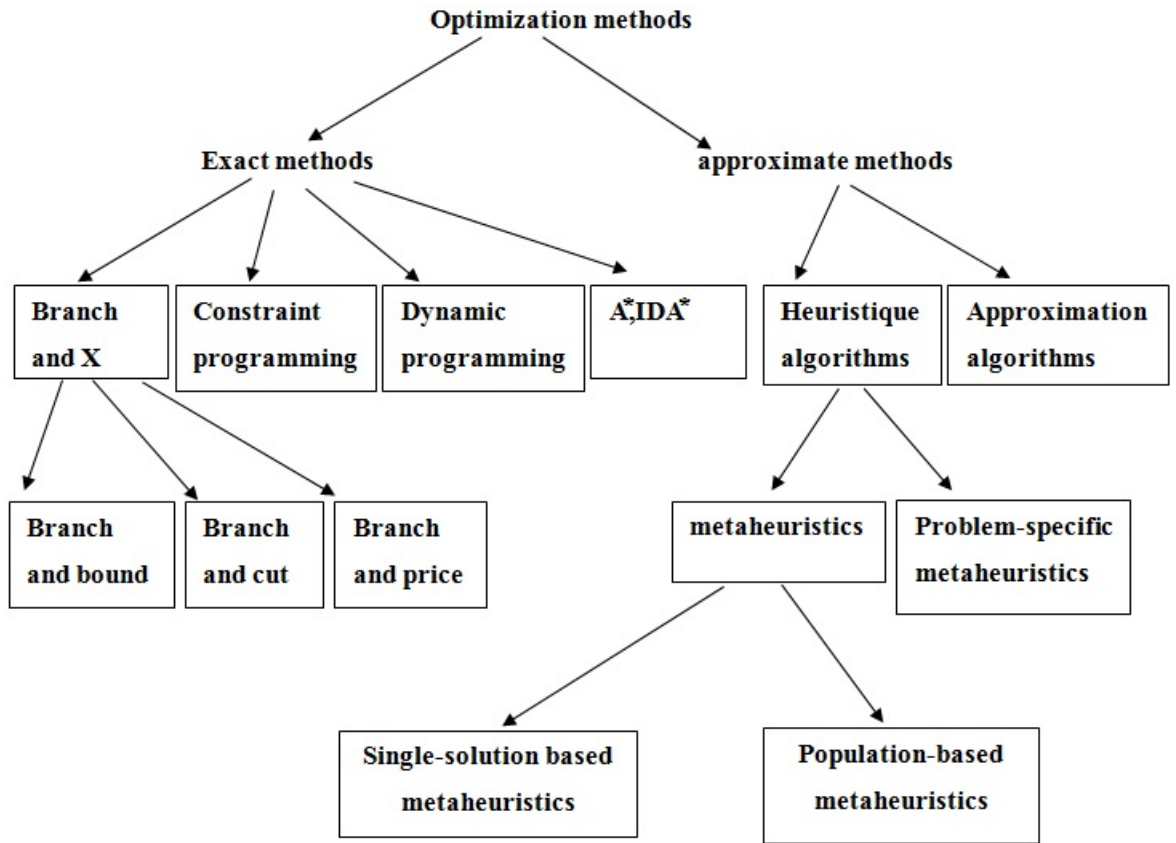 Optimization methods
Exact methods
approximate methods
Branch
and X
Constraint
programming
Dynamic
programming
A*,IDA*
Heuristique
algorithms
Approximation
algorithms
Branch
and bound
Branch
and cut
Branch
and price
metaheuristics
Problem-specific
metaheuristics
Single-solution based
metaheuristics
Population-based
metaheuristics